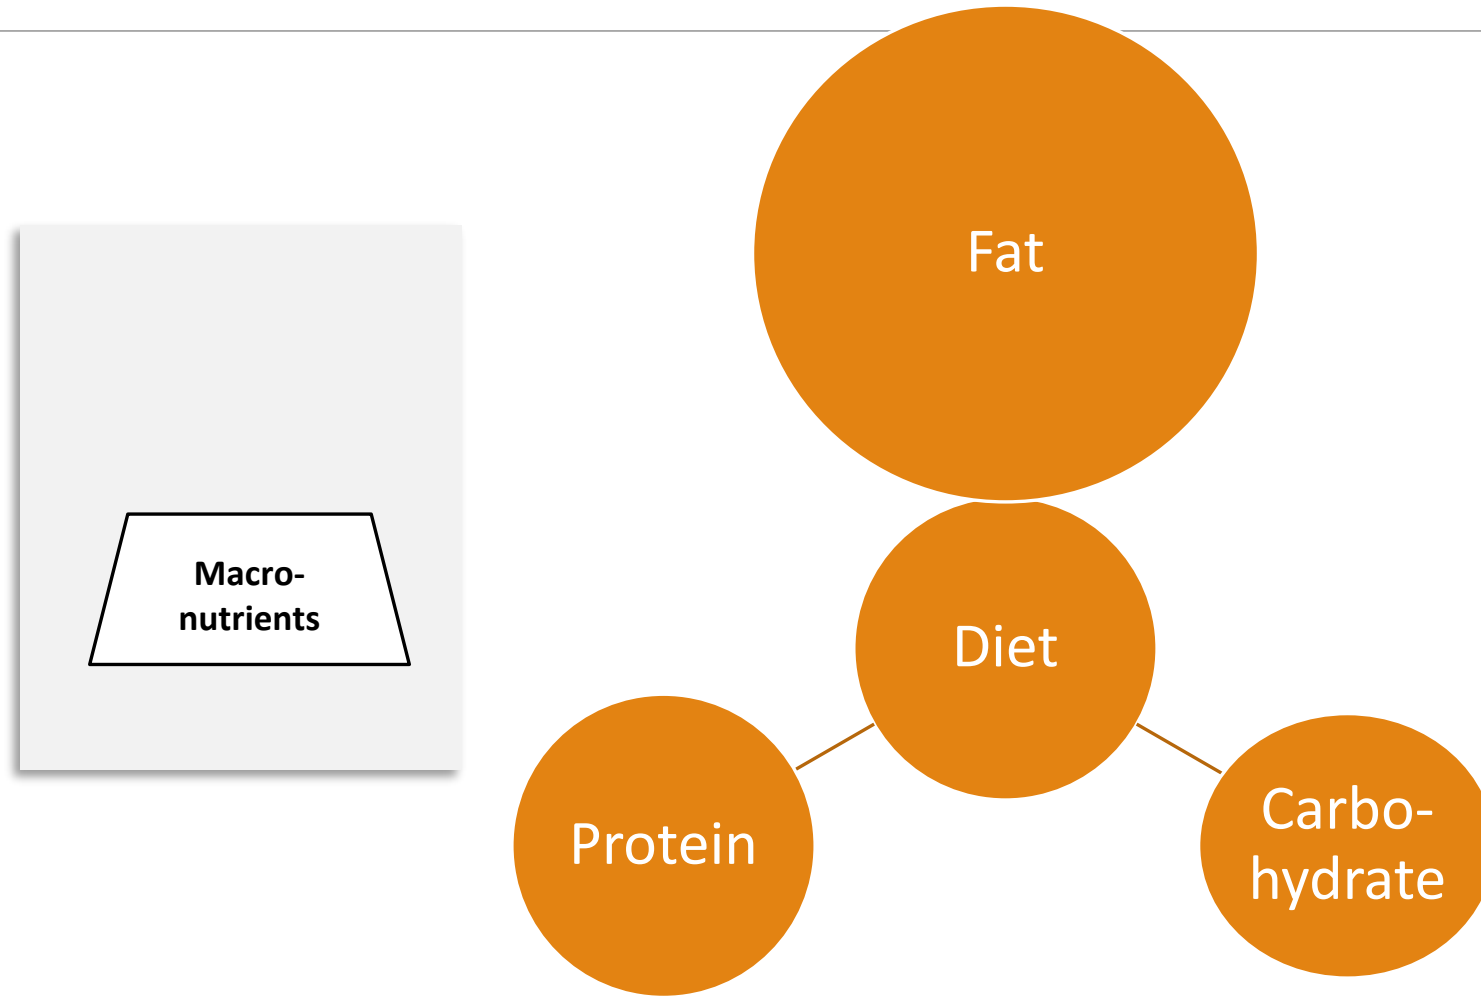 Macro-
nutrients
Fat
Diet
Protein
Carbo-
hydrate